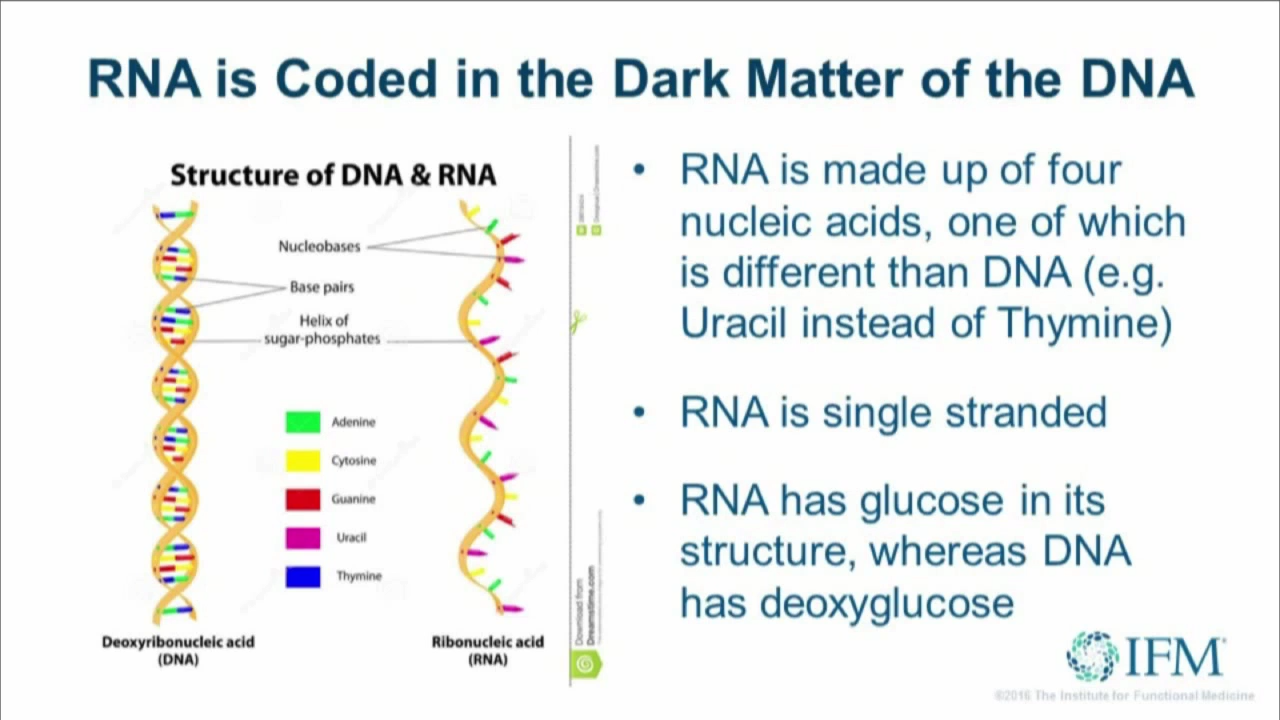 RNA is Coded in the Dark Matter of the DNA
Structure of DNA & RNA
Nucleobases
Base pairs
Helix of
sugar-phosphates
Adenine
Cytosine
Guanine
Uracil
Thymine
Deoxyribonucleic acid
(DNA)
Ribonucleic acid
(RNA)
Download from
Dreamstime.com
• RNA is made up of four
nucleic acids, one of which
is different than DNA (e.g.
Uracil instead of Thymine)
• RNA is single stranded
• RNA has glucose in its
structure, whereas DNA
has deoxyglucose
IFM
©2016 The Institute for Functional Medicine